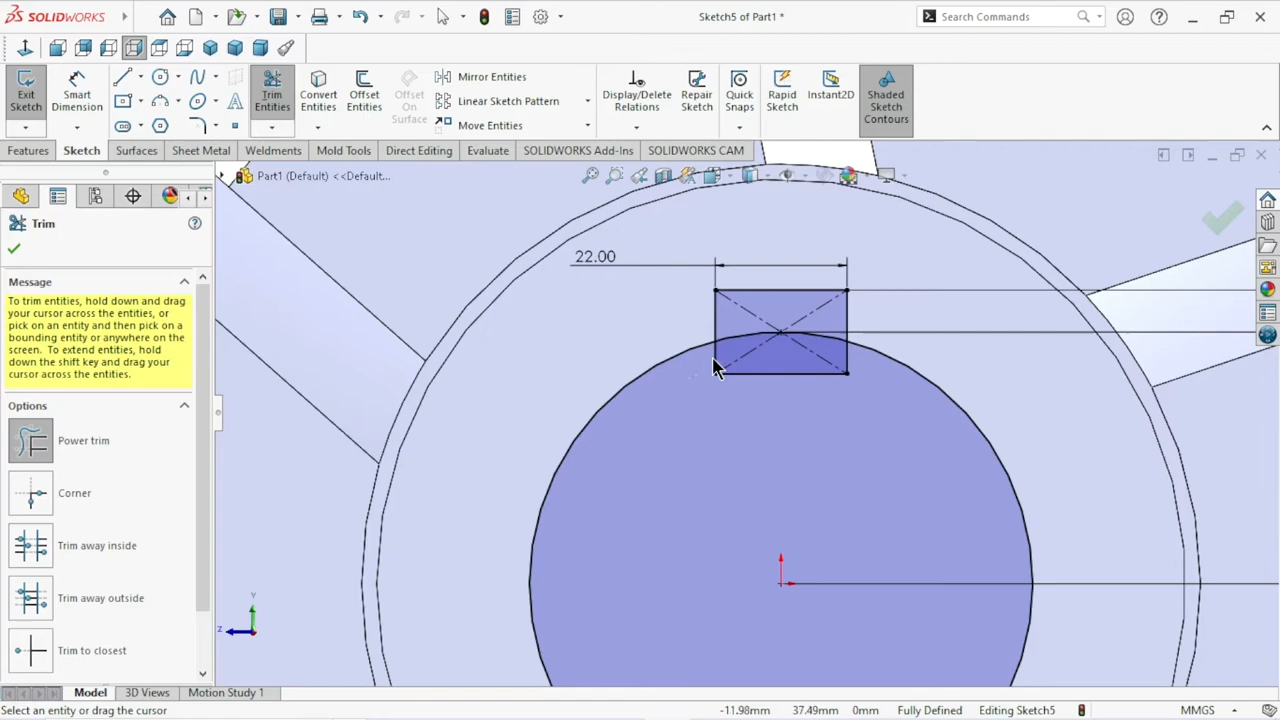 SOLIDWORKS
Sketch5 of Part1 *
Search Commands
Exit Sketch
Smart Dimension
Trim Entities
Convert Entities
Offset Entities
Offset On Surface
Mirror Entities
Linear Sketch Pattern
Move Entities
Display/Delete Relations
Repair Sketch
Quick Snaps
Rapid Sketch
Instant2D
Shaded Sketch Contours
Features
Sketch
Surfaces
Sheet Metal
Weldments
Mold Tools
Direct Editing
Evaluate
SOLIDWORKS Add-Ins
SOLIDWORKS CAM
Part1 (Default) <<Default...
Trim
Message
To trim entities, hold down and drag
your cursor across the entities, or
pick on an entity and then pick on a
bounding entity or anywhere on the
screen. To extend entities, hold
down the shift key and drag your
cursor across the entities.
Options
Power trim
Corner
Trim away inside
Trim away outside
Trim to closest
22.00
Y
Z
Model
3D Views
Motion Study 1
Select an entity or drag the cursor
-11.98mm
37.49mm
0mm
Fully Defined
Editing Sketch5
MMGS